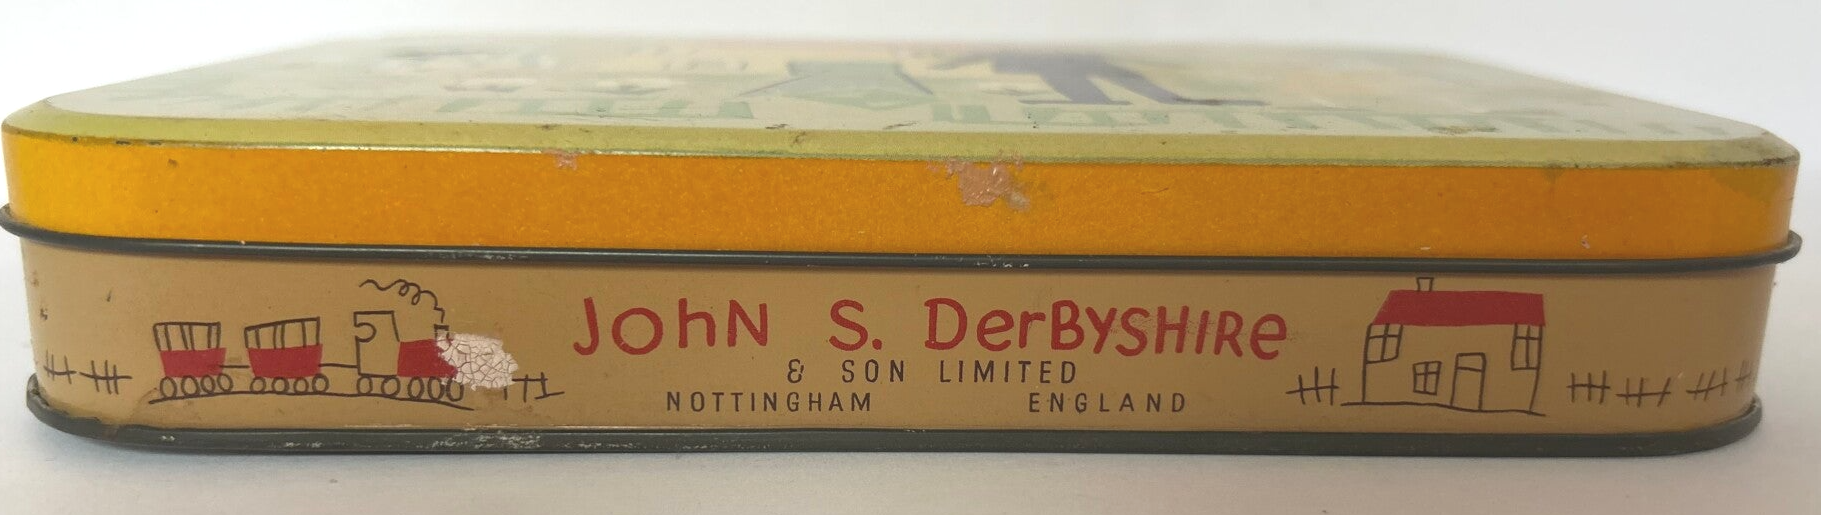 JohN S. DerBYSHIRe
& SON LIMITED
NOTTINGHAM ENGLAND